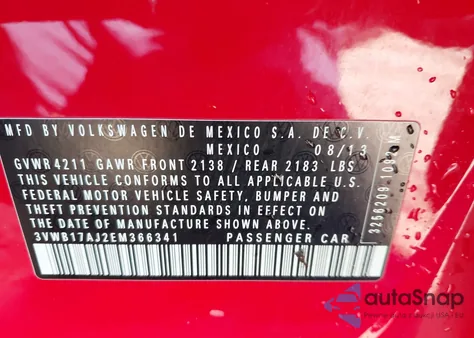 MFD BY VOLKSWAGEN DE MEXICO S.A. DE C.V.
MEXICO 08/13
GVWR4211 GAWR FRONT 2138 / REAR 2183 LBS
THIS VEHICLE CONFORMS TO ALL APPLICABLE U.S.
FEDERAL MOTOR VEHICLE SAFETY, BUMPER AND
THEFT PREVENTION STANDARDS IN EFFECT ON
THE DATE OF MANUFACTURE SHOWN ABOVE.
3VWB17AJ2EM366341 PASSENGER CAR
autoSnap